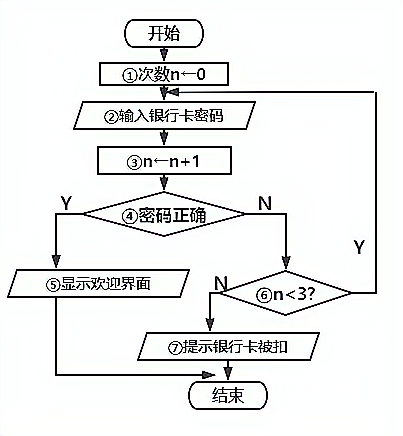 开始
①次数n←0
②输入银行卡密码
③n←n+1
④密码正确
Y
N
⑤显示欢迎界面
⑥n<3?
Y
N
⑦提示银行卡被扣
结束